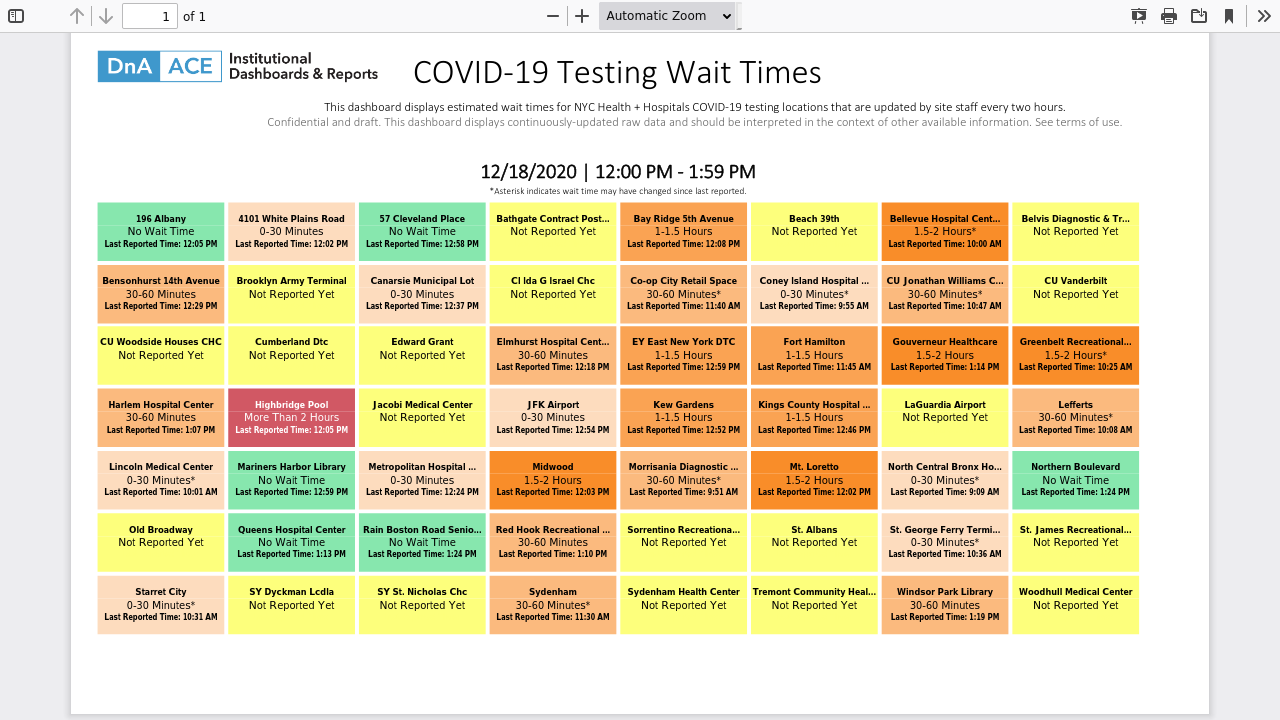 1 of 1
Automatic Zoom
DnA ACE Institutional
Dashboards & Reports
COVID-19 Testing Wait Times
This dashboard displays estimated wait times for NYC Health + Hospitals COVID-19 testing locations that are updated by site staff every two hours.
Confidential and draft. This dashboard displays continuously-updated raw data and should be interpreted in the context of other available information. See terms of use.
12/18/2020 | 12:00 PM - 1:59 PM
*Asterisk indicates wait time may have changed since last reported.
196 Albany
No Wait Time
Last Reported Time: 12:05 PM
4101 White Plains Road
0-30 Minutes
Last Reported Time: 12:02 PM
57 Cleveland Place
No Wait Time
Last Reported Time: 12:58 PM
Bathgate Contract Post...
Not Reported Yet
Bay Ridge 5th Avenue
1-1.5 Hours
Last Reported Time: 12:08 PM
Beach 39th
Not Reported Yet
Bellevue Hospital Cent...
1.5-2 Hours*
Last Reported Time: 10:00 AM
Belvis Diagnostic & Tr...
Not Reported Yet
Bensonhurst 14th Avenue
30-60 Minutes
Last Reported Time: 12:29 PM
Brooklyn Army Terminal
Not Reported Yet
Canarsie Municipal Lot
0-30 Minutes
Last Reported Time: 12:37 PM
CI Ida G Israel Chc
Not Reported Yet
Co-op City Retail Space
30-60 Minutes*
Last Reported Time: 11:40 AM
Coney Island Hospital ...
0-30 Minutes*
Last Reported Time: 9:55 AM
CU Jonathan Williams C...
30-60 Minutes*
Last Reported Time: 10:47 AM
CU Vanderbilt
Not Reported Yet
CU Woodside Houses CHC
Not Reported Yet
Cumberland Dtc
Not Reported Yet
Edward Grant
Not Reported Yet
Elmhurst Hospital Cent...
30-60 Minutes
Last Reported Time: 12:18 PM
EY East New York DTC
1-1.5 Hours
Last Reported Time: 12:59 PM
Fort Hamilton
1-1.5 Hours
Last Reported Time: 11:45 AM
Gouverneur Healthcare
1.5-2 Hours
Last Reported Time: 1:14 PM
Greenbelt Recreational...
1.5-2 Hours*
Last Reported Time: 10:25 AM
Harlem Hospital Center
30-60 Minutes
Last Reported Time: 1:07 PM
Highbridge Pool
More Than 2 Hours
Last Reported Time: 12:05 PM
Jacobi Medical Center
Not Reported Yet
JFK Airport
0-30 Minutes
Last Reported Time: 12:54 PM
Kew Gardens
1-1.5 Hours
Last Reported Time: 12:52 PM
Kings County Hospital ...
1-1.5 Hours
Last Reported Time: 12:46 PM
LaGuardia Airport
Not Reported Yet
Lefferts
30-60 Minutes*
Last Reported Time: 10:08 AM
Lincoln Medical Center
0-30 Minutes*
Last Reported Time: 10:01 AM
Mariners Harbor Library
No Wait Time
Last Reported Time: 12:59 PM
Metropolitan Hospital ...
0-30 Minutes
Last Reported Time: 12:24 PM
Midwood
1.5-2 Hours
Last Reported Time: 12:03 PM
Morrisania Diagnostic ...
30-60 Minutes*
Last Reported Time: 9:51 AM
Mt. Loretto
1.5-2 Hours
Last Reported Time: 12:02 PM
North Central Bronx Ho...
0-30 Minutes*
Last Reported Time: 9:09 AM
Northern Boulevard
No Wait Time
Last Reported Time: 1:24 PM
Old Broadway
Not Reported Yet
Queens Hospital Center
No Wait Time
Last Reported Time: 1:13 PM
Rain Boston Road Senio...
No Wait Time
Last Reported Time: 1:24 PM
Red Hook Recreational ...
30-60 Minutes
Last Reported Time: 1:10 PM
Sorrentino Recreationa...
Not Reported Yet
St. Albans
Not Reported Yet
St. George Ferry Termi...
0-30 Minutes*
Last Reported Time: 10:36 AM
St. James Recreational...
Not Reported Yet
Starret City
0-30 Minutes*
Last Reported Time: 10:31 AM
SY Dyckman Lcdla
Not Reported Yet
SY St. Nicholas Chc
Not Reported Yet
Sydenham
30-60 Minutes*
Last Reported Time: 11:30 AM
Sydenham Health Center
Not Reported Yet
Tremont Community Heal...
Not Reported Yet
Windsor Park Library
30-60 Minutes
Last Reported Time: 1:19 PM
Woodhull Medical Center
Not Reported Yet